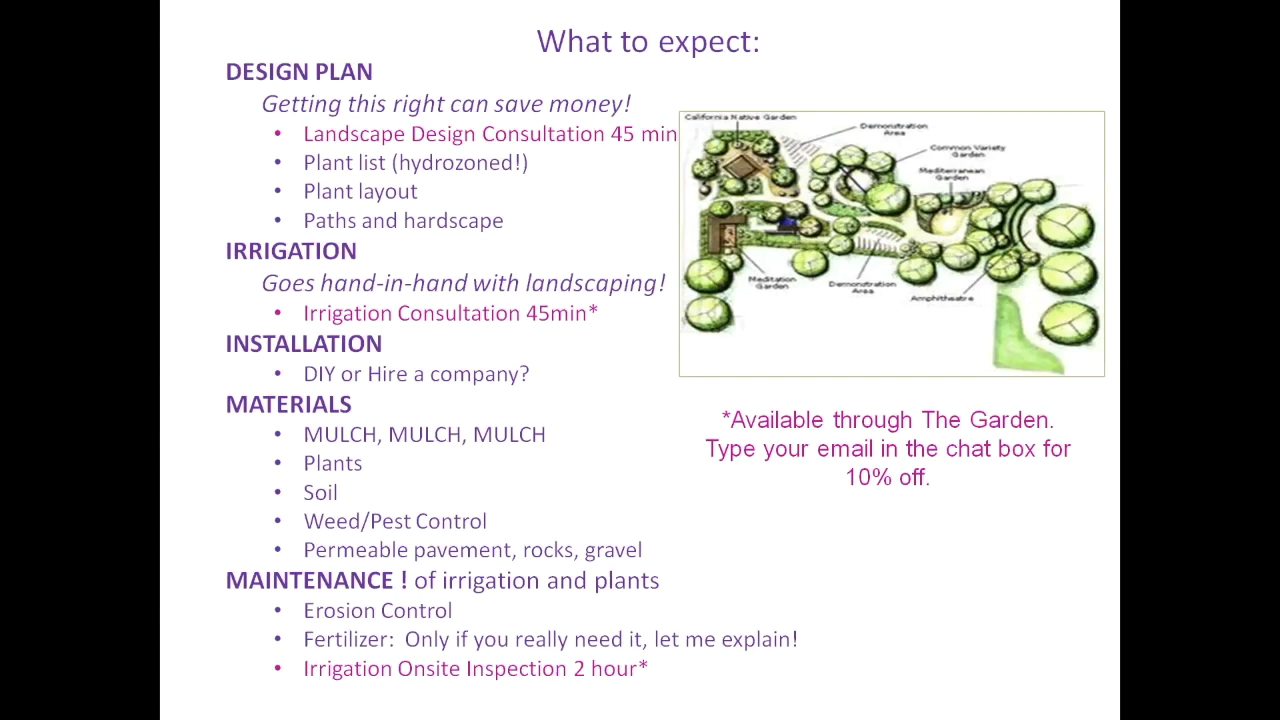 What to expect:
DESIGN PLAN
Getting this right can save money!
• Landscape Design Consultation 45 min
• Plant list (hydrozoned!)
• Plant layout
• Paths and hardscape
IRRIGATION
Goes hand-in-hand with landscaping!
• Irrigation Consultation 45min*
INSTALLATION
• DIY or Hire a company?
MATERIALS
• MULCH, MULCH, MULCH
• Plants
• Soil
• Weed/Pest Control
• Permeable pavement, rocks, gravel
MAINTENANCE ! of irrigation and plants
• Erosion Control
• Fertilizer: Only if you really need it, let me explain!
• Irrigation Onsite Inspection 2 hour*
California Native Garden
Demonstration
Area
Common Variety
Garden
Mediterranean
Garden
Meditation
Garden
Demonstration
Area
Amphitheatre
*Available through The Garden.
Type your email in the chat box for
10% off.